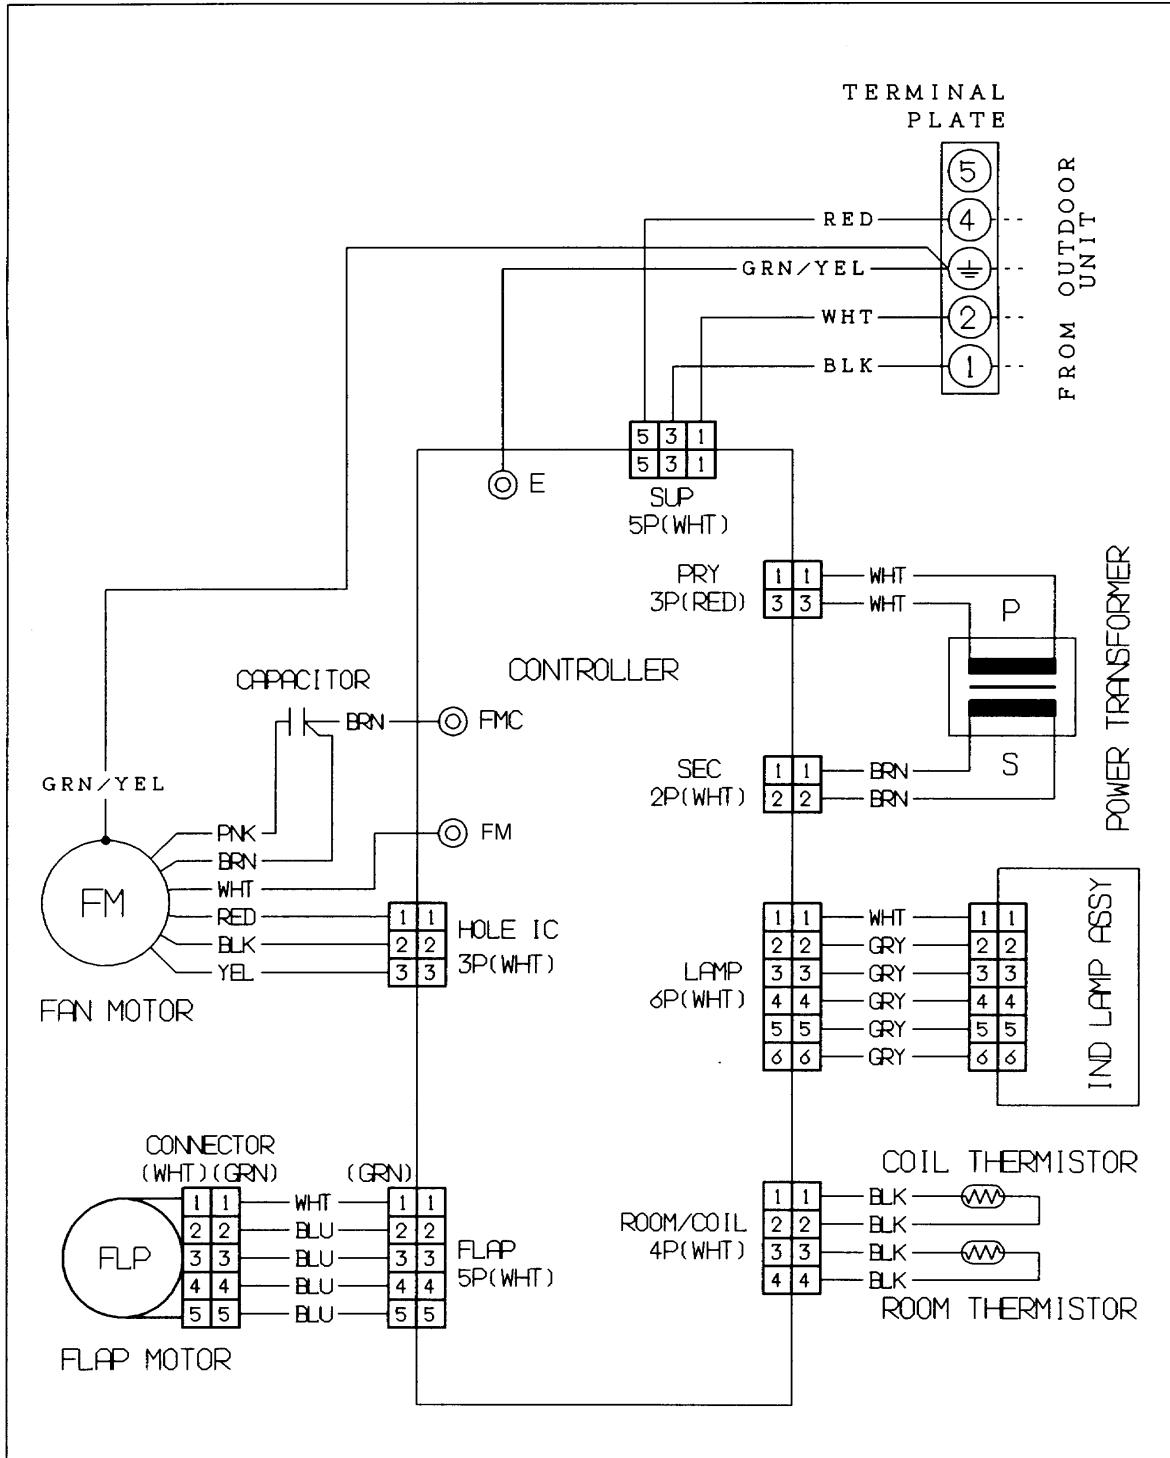 TERMINAL
PLATE
5
RED 4
GRN/YEL
WHT 2
BLK 1
FROM OUTDOOR
UNIT
5 3 1
5 3 1
E
SUP
5P(WHT)
PRY
3P(RED)
1 1 WHT
3 3 WHT
P
S
POWER TRANSFORMER
CONTROLLER
CAPACITOR
BRN FMC
SEC
2P(WHT)
1 1 BRN
2 2 BRN
GRN/YEL
FM
PNK
BRN
WHT
RED
BLK
YEL
FM
1 1
2 2
3 3
HOLE IC
3P(WHT)
FAN MOTOR
LAMP
6P(WHT)
1 1 WHT 1 1
2 2 GRY 2 2
3 3 GRY 3 3
4 4 GRY 4 4
5 5 GRY 5 5
6 6 GRY 6 6
IND LAMP ASSY
CONNECTOR
(WHT)(GRN) (GRN)
FLP
1 1 WHT 1 1
2 2 BLU 2 2
3 3 BLU 3 3
4 4 BLU 4 4
5 5 BLU 5 5
FLAP
5P(WHT)
FLAP MOTOR
COIL THERMISTOR
ROOM/COIL
4P(WHT)
1 1 BLK
2 2 BLK
3 3 BLK
4 4 BLK
ROOM THERMISTOR